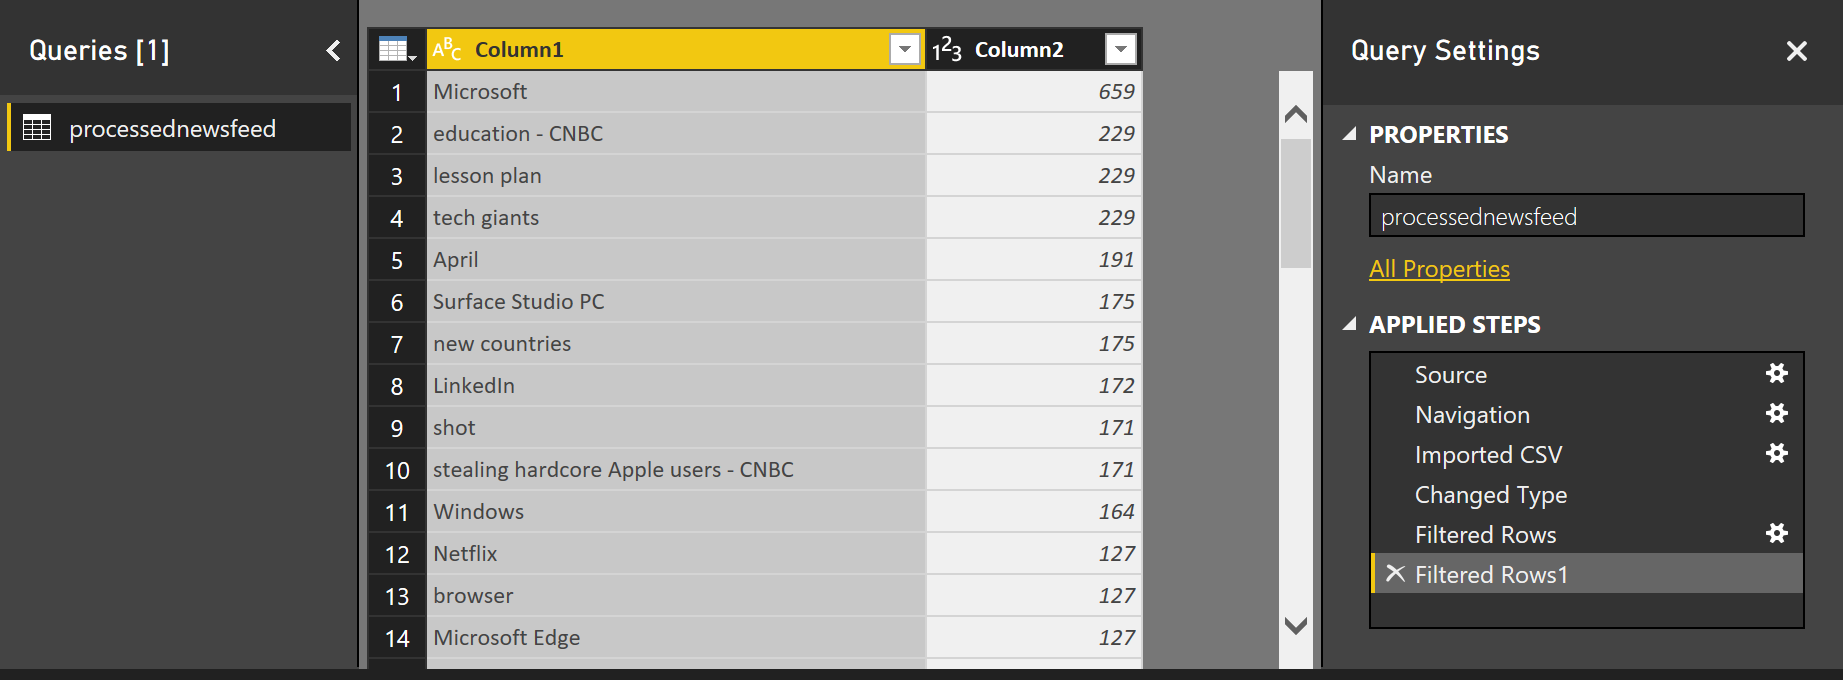 Queries [1]
processednewsfeed
ABC Column1 123 Column2
1 Microsoft 659
2 education - CNBC 229
3 lesson plan 229
4 tech giants 229
5 April 191
6 Surface Studio PC 175
7 new countries 175
8 LinkedIn 172
9 shot 171
10 stealing hardcore Apple users - CNBC 171
11 Windows 164
12 Netflix 127
13 browser 127
14 Microsoft Edge 127
Query Settings
PROPERTIES
Name
processednewsfeed
All Properties
APPLIED STEPS
Source
Navigation
Imported CSV
Changed Type
Filtered Rows
Filtered Rows1